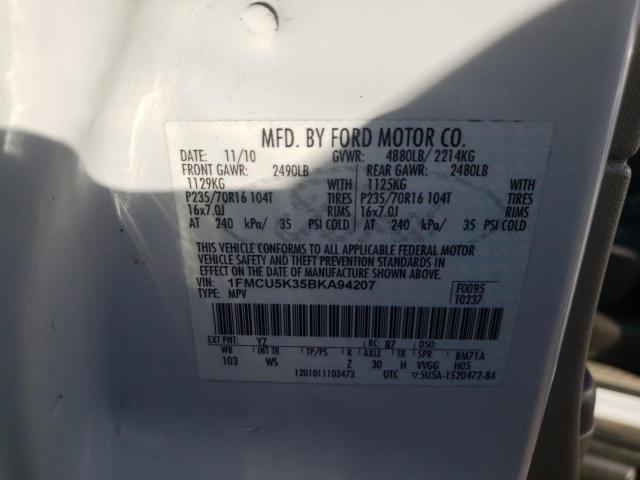 MFD. BY FORD MOTOR CO.
DATE: 11/10 GVWR: 4880LB/ 2214KG
FRONT GAWR: 2490LB REAR GAWR: 2480LB
1129KG WITH 1125KG WITH
P235/70R16 104T TIRES P235/70R16 104T TIRES
16x7.0J RIMS 16x7.0J RIMS
AT 240 kPa/ 35 PSI COLD AT 240 kPa/ 35 PSI COLD
THIS VEHICLE CONFORMS TO ALL APPLICABLE FEDERAL MOTOR
VEHICLE SAFETY AND THEFT PREVENTION STANDARDS IN
EFFECT ON THE DATE OF MANUFACTURE SHOWN ABOVE.
VIN: 1FMCU5K35BKA94207 F0095
TYPE: MPV T0237
EXT PNT: YZ RC: B7 DSO:
WB INT TR TP/PS R AXLE TR SPR BM71A
103 WS Z 30 H VVGG H05
1201011103473 UTC 5U5A-1520472-BA